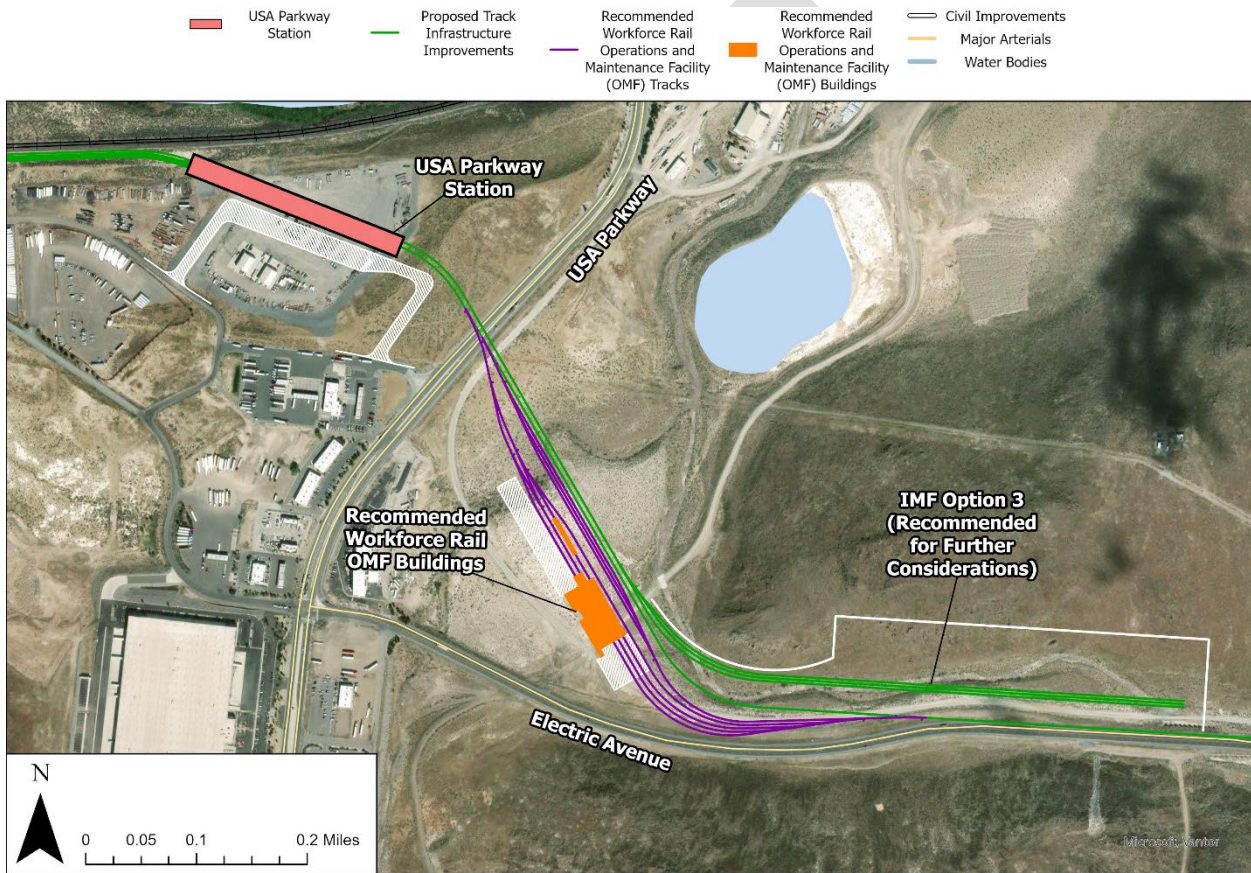 USA Parkway
Station
Proposed Track
Infrastructure
Improvements
Recommended
Workforce Rail
Operations and
Maintenance Facility
(OMF) Tracks
Recommended
Workforce Rail
Operations and
Maintenance Facility
(OMF) Buildings
Civil Improvements
Major Arterials
Water Bodies
USA Parkway
Station
USA Parkway
Recommended
Workforce Rail
OMF Buildings
IMF Option 3
(Recommended
for Further
Considerations)
Electric Avenue
N
0 0.05 0.1 0.2 Miles
Microsoft, Vantor